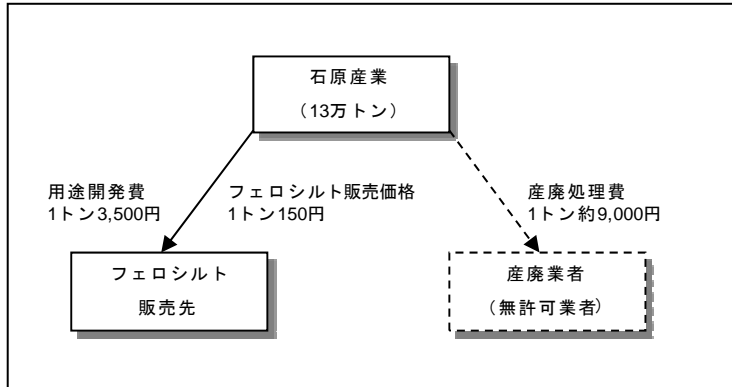 石原産業
（13万トン）
用途開発費
1トン3,500円
フェロシルト販売価格
1トン150円
産廃処理費
1トン約9,000円
フェロシルト
販売先
産廃業者
（無許可業者）